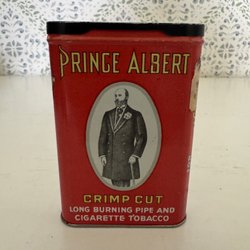 PRINCE ALBERT
CRIMP CUT
LONG BURNING PIPE AND
CIGARETTE TOBACCO